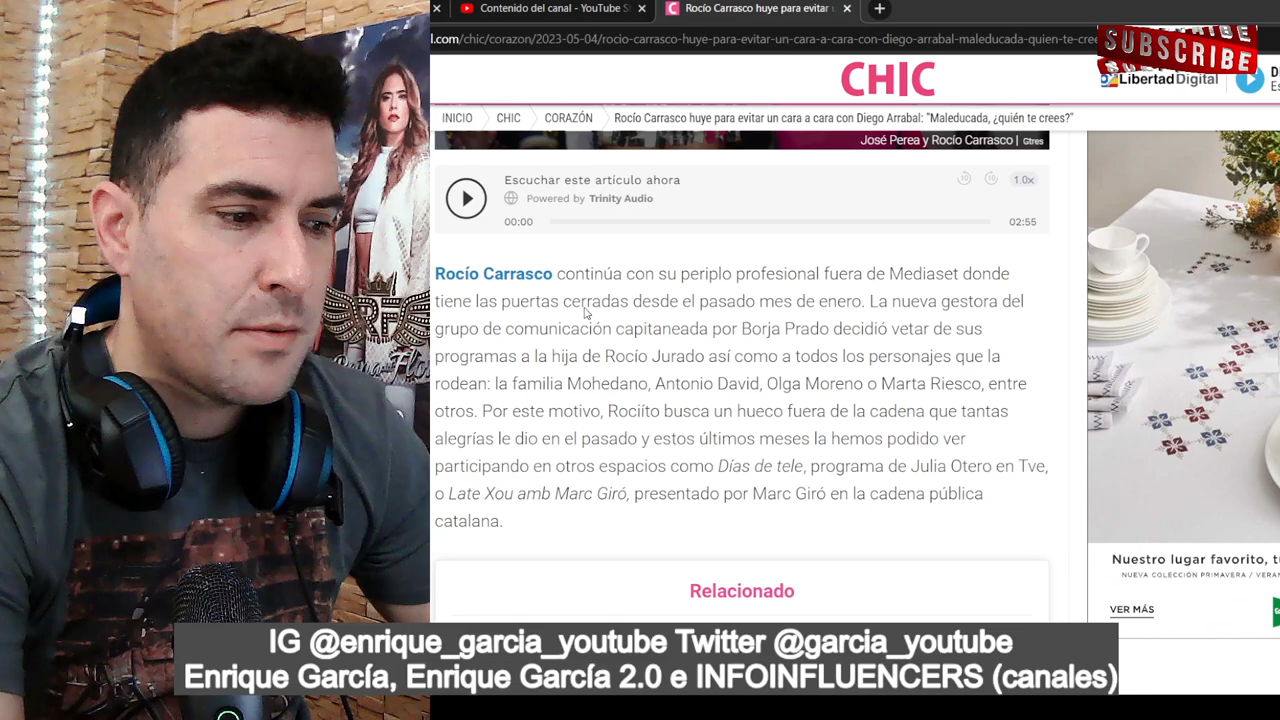 Contenido del canal - YouTube S
Rocío Carrasco huye para evitar
l.com/chic/corazon/2023-05-04/rocio-carrasco-huye-para-evitar-un-cara-a-cara-con-diego-arrabal-maleducada-quien-te-cree
SUBSCRIBE
CHIC
LibertadDigital
INICIO CHIC CORAZÓN Rocío Carrasco huye para evitar un cara a cara con Diego Arrabal: "Maleducada, ¿quién te crees?"
José Perea y Rocío Carrasco | Gtres
Escuchar este artículo ahora
1.0x
Powered by Trinity Audio
00:00
02:55
Rocío Carrasco continúa con su periplo profesional fuera de Mediaset donde
tiene las puertas cerradas desde el pasado mes de enero. La nueva gestora del
grupo de comunicación capitaneada por Borja Prado decidió vetar de sus
programas a la hija de Rocío Jurado así como a todos los personajes que la
rodean: la familia Mohedano, Antonio David, Olga Moreno o Marta Riesco, entre
otros. Por este motivo, Rociíto busca un hueco fuera de la cadena que tantas
alegrías le dio en el pasado y estos últimos meses la hemos podido ver
participando en otros espacios como Días de tele, programa de Julia Otero en Tve,
o Late Xou amb Marc Giró, presentado por Marc Giró en la cadena pública
catalana.
Relacionado
Nuestro lugar favorito, t
NUEVA COLECCIÓN PRIMAVERA / VERA
VER MÁS
IG @enrique_garcia_youtube Twitter @garcia_youtube
Enrique García, Enrique García 2.0 e INFOINFLUENCERS (canales)